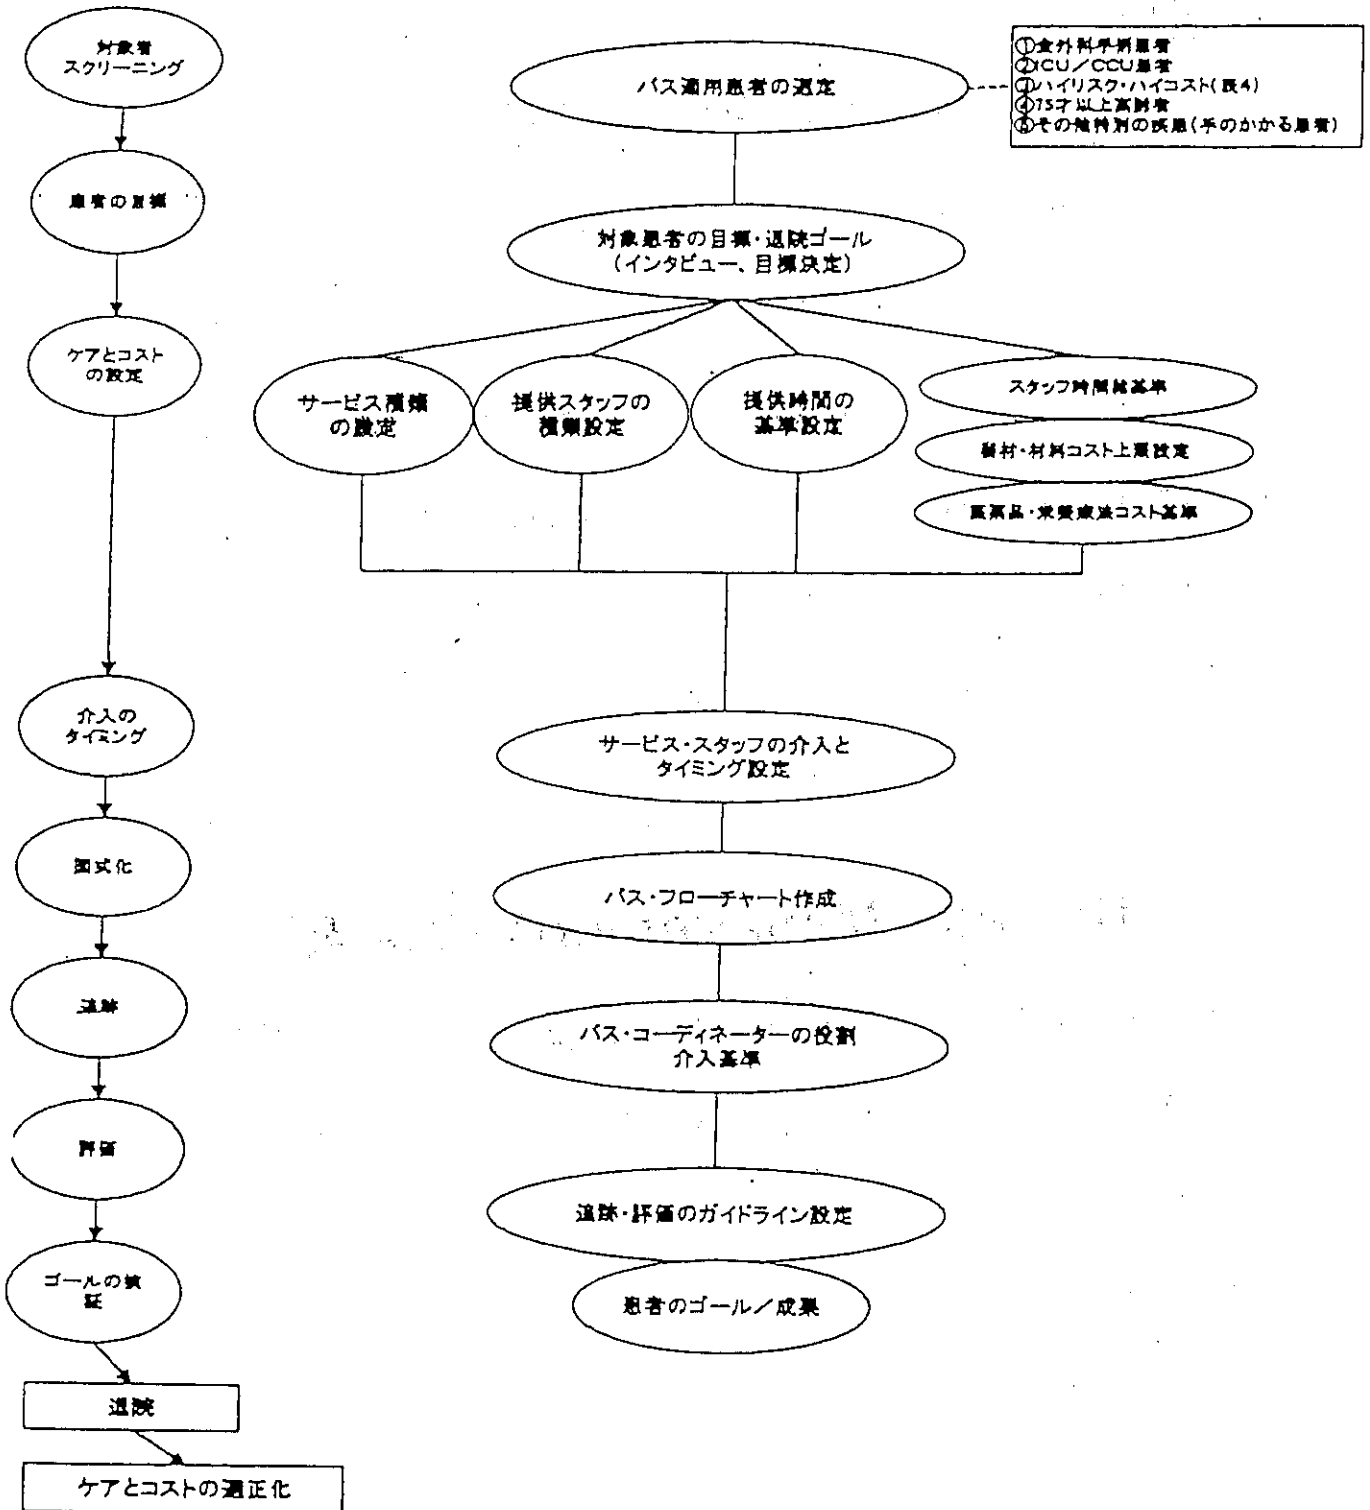 対象者
スクリーニング
患者の目標
ケアとコスト
の設定
介入の
タイミング
図式化
追跡
評価
ゴールの検
証
退院
ケアとコストの適正化
パス適用患者の選定
①全外科手術患者
②ICU/CCU患者
③ハイリスク・ハイコスト(表4)
④75才以上高齢者
⑤その他特別の疾患(手のかかる患者)
対象患者の目標・退院ゴール
(インタビュー、目標決定)
サービス種類
の設定
提供スタッフの
種類設定
提供時間の
基準設定
スタッフ時間給基準
器材・材料コスト上限設定
医薬品・栄養療法コスト基準
サービス・スタッフの介入と
タイミング設定
パス・フローチャート作成
パス・コーディネーターの役割
介入基準
追跡・評価のガイドライン設定
患者のゴール/成果